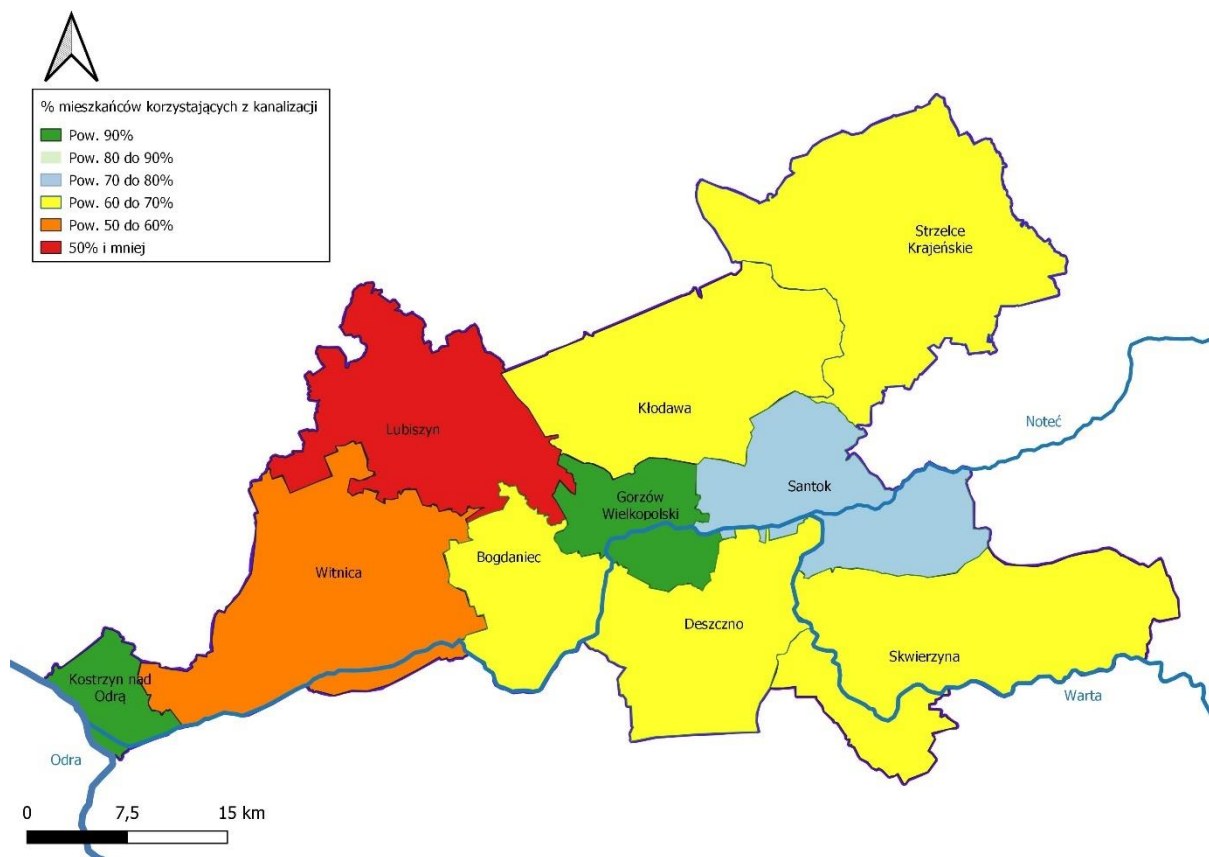 % mieszkańców korzystających z kanalizacji
Pow. 90%
Pow. 80 do 90%
Pow. 70 do 80%
Pow. 60 do 70%
Pow. 50 do 60%
50% i mniej
Strzelce
Krajeńskie
Kłodawa
Lubiszyn
Noteć
Santok
Gorzów
Wielkopolski
Bogdaniec
Witnica
Deszczno
Skwierzyna
Kostrzyn nad
Odrą
Warta
Odra
0 7,5 15 km